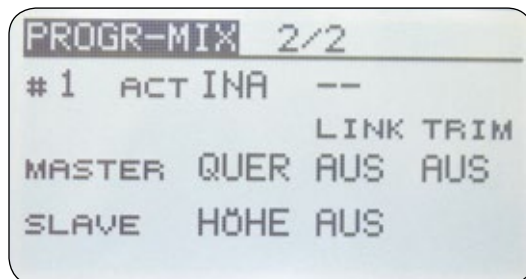 PROGR-MIX 2/2
#1 ACT INA --
LINK TRIM
MASTER QUER AUS AUS
SLAVE HÖHE AUS